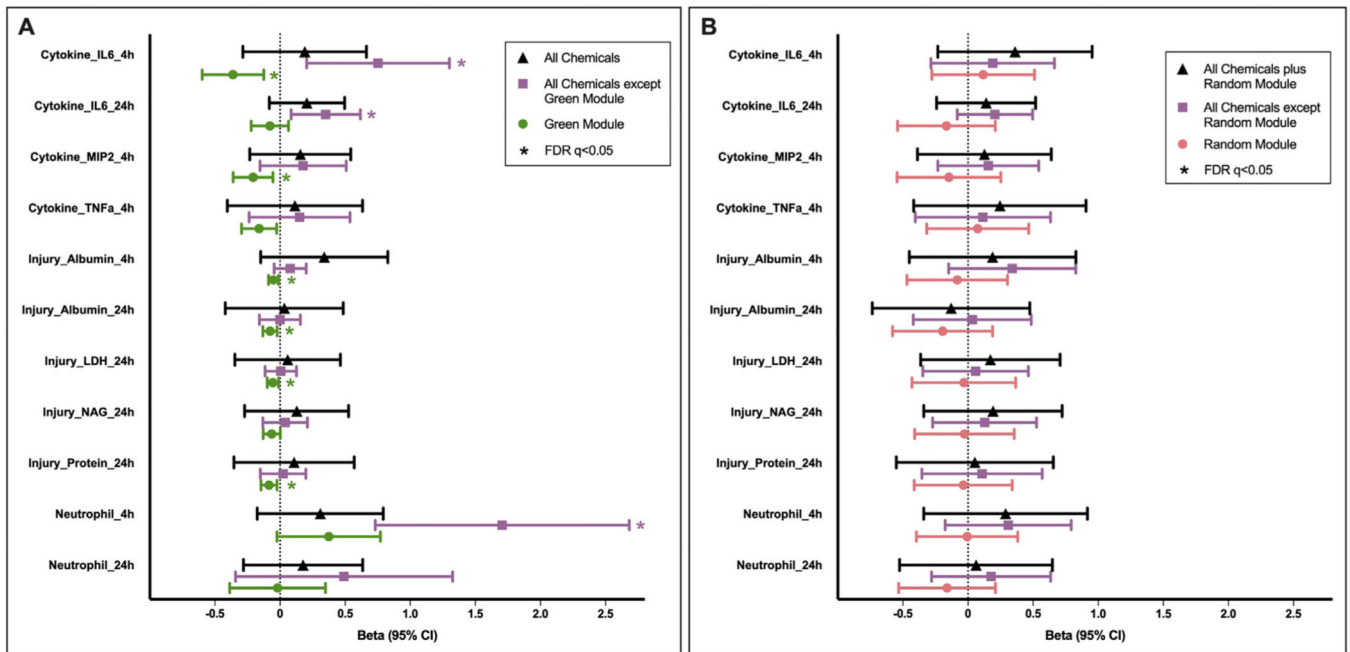 A
Cytokine_IL6_4h
Cytokine_IL6_24h
Cytokine_MIP2_4h
Cytokine_TNFa_4h
Injury_Albumin_4h
Injury_Albumin_24h
Injury_LDH_24h
Injury_NAG_24h
Injury_Protein_24h
Neutrophil_4h
Neutrophil_24h
*
*
*
*
*
*
*
*
*
All Chemicals
All Chemicals except
Green Module
Green Module
* FDR q<0.05
-0.5 0 0.5 1.0 1.5 2.0 2.5
Beta (95% CI)
B
Cytokine_IL6_4h
Cytokine_IL6_24h
Cytokine_MIP2_4h
Cytokine_TNFa_4h
Injury_Albumin_4h
Injury_Albumin_24h
Injury_LDH_24h
Injury_NAG_24h
Injury_Protein_24h
Neutrophil_4h
Neutrophil_24h
All Chemicals plus
Random Module
All Chemicals except
Random Module
Random Module
* FDR q<0.05
-0.5 0 0.5 1.0 1.5 2.0 2.5
Beta (95% CI)